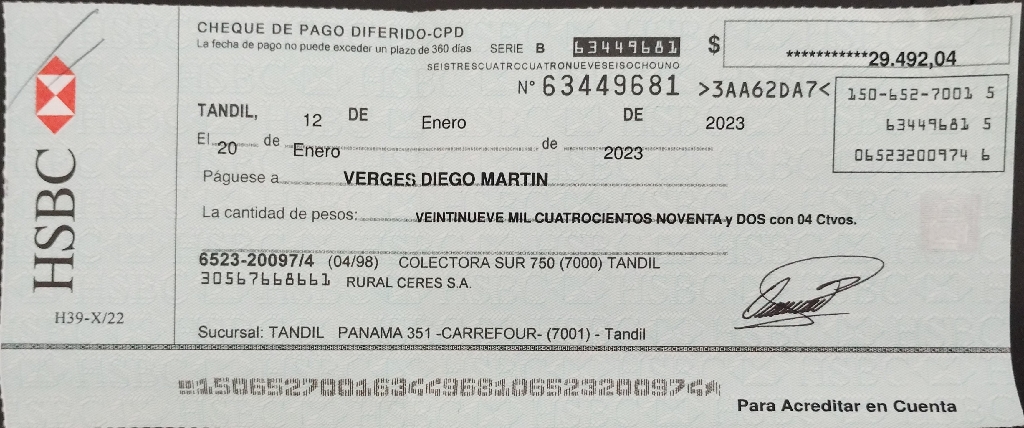 CHEQUE DE PAGO DIFERIDO-CPD
La fecha de pago no puede exceder un plazo de 360 días SERIE B 63449681 $ ***********29.492,04
SEISTRESCUATROCUATRONUEVESEISOCHOUNO
N° 63449681 >3AA62DA7<
150-652-7001 5
63449681 5
06523200974 6
TANDIL, 12 DE Enero DE 2023
El 20 de Enero de 2023
Páguese a VERGES DIEGO MARTIN
La cantidad de pesos: VEINTINUEVE MIL CUATROCIENTOS NOVENTA y DOS con 04 Ctvos.
6523-20097/4 (04/98) COLECTORA SUR 750 (7000) TANDIL
30567668661 RURAL CERES S.A.
HSBC
H39-X/22
Sucursal: TANDIL PANAMA 351 -CARREFOUR- (7001) - Tandil
15065270016344968106523200974
Para Acreditar en Cuenta